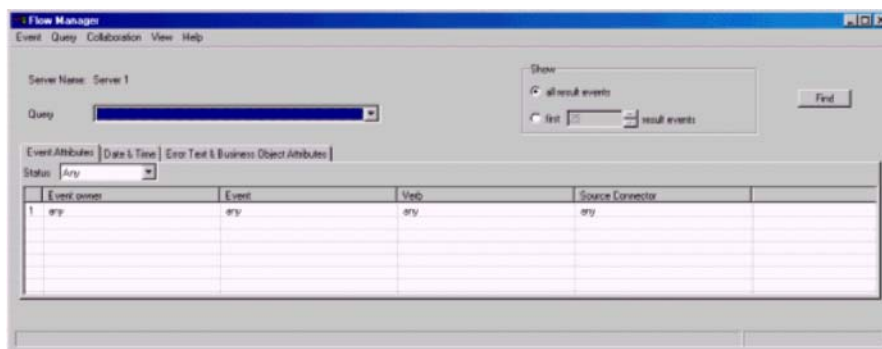 Flow Manager
Event Query Collaboration View Help
Server Name: Server 1
Query
Show
all result events
first 25 result events
Find
Event Attributes Date & Time Error Text & Business Object Attributes
Status Any
Event owner Event Verb Source Connector
1 any any any any